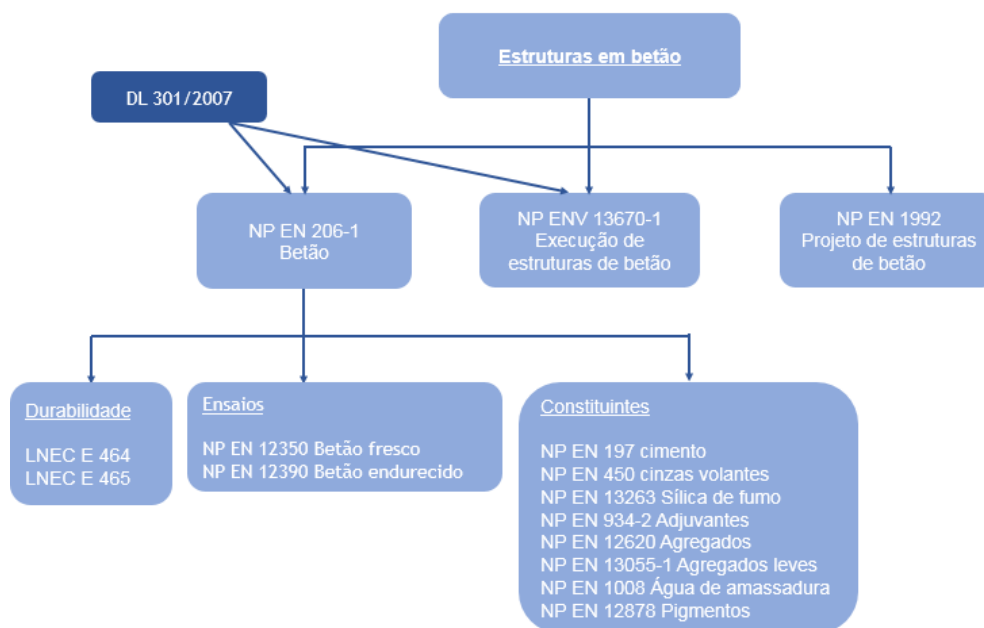 Estruturas em betão
DL 301/2007
NP EN 206-1
Betão
NP ENV 13670-1
Execução de
estruturas de betão
NP EN 1992
Projeto de estruturas
de betão
Durabilidade
LNEC E 464
LNEC E 465
Ensaios
NP EN 12350 Betão fresco
NP EN 12390 Betão endurecido
Constituintes
NP EN 197 cimento
NP EN 450 cinzas volantes
NP EN 13263 Sílica de fumo
NP EN 934-2 Adjuvantes
NP EN 12620 Agregados
NP EN 13055-1 Agregados leves
NP EN 1008 Água de amassadura
NP EN 12878 Pigmentos